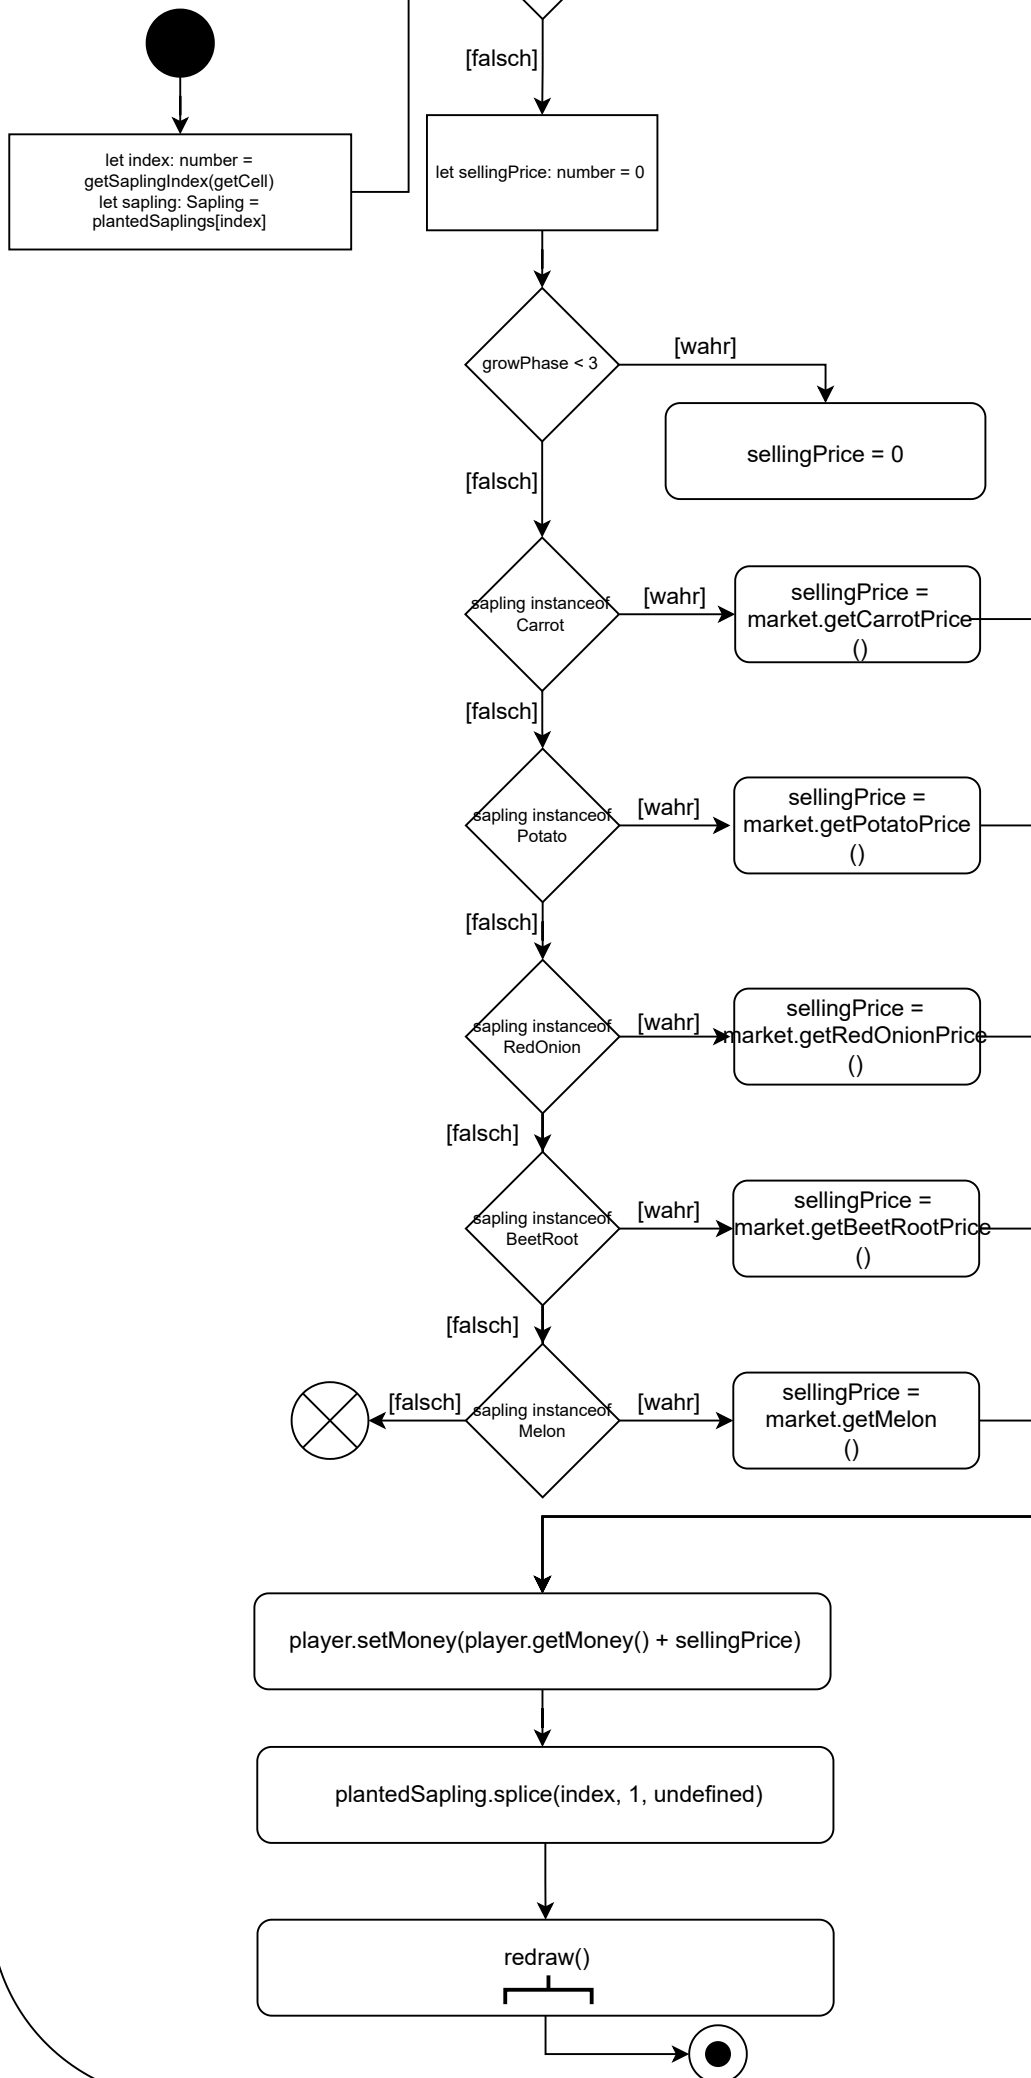 [falsch]
let index: number =
getSaplingIndex(getCell)
let sapling: Sapling =
plantedSaplings[index]
let sellingPrice: number = 0
growPhase < 3
[wahr]
sellingPrice = 0
[falsch]
sapling instanceof
Carrot
[wahr]
sellingPrice =
market.getCarrotPrice
()
[falsch]
sapling instanceof
Potato
[wahr]
sellingPrice =
market.getPotatoPrice
()
[falsch]
sapling instanceof
RedOnion
[wahr]
sellingPrice =
market.getRedOnionPrice
()
[falsch]
sapling instanceof
BeetRoot
[wahr]
sellingPrice =
market.getBeetRootPrice
()
[falsch]
[falsch]
sapling instanceof
Melon
[wahr]
sellingPrice =
market.getMelon
()
player.setMoney(player.getMoney() + sellingPrice)
plantedSapling.splice(index, 1, undefined)
redraw()